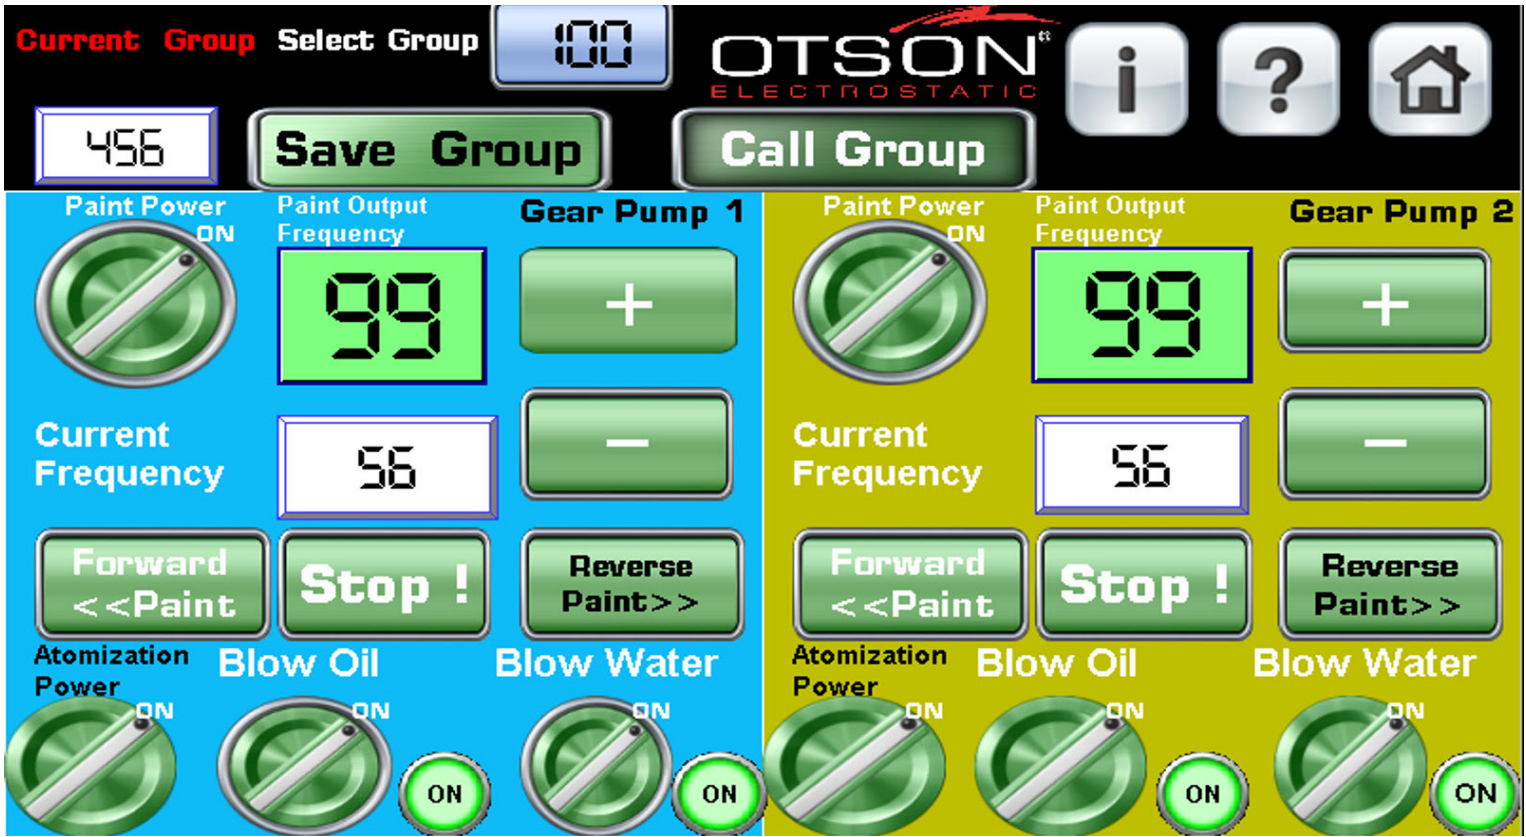 Current Group Select Group 100
OTSON®
ELECTROSTATIC
i ?
456 Save Group Call Group
Paint Power
ON
Paint Output
Frequency
Gear Pump 1
99
+
Current
Frequency
56
−
Forward
<<Paint
Stop !
Reverse
Paint>>
Atomization
Power
ON
Blow Oil
ON
ON
Blow Water
ON
ON
Paint Power
ON
Paint Output
Frequency
Gear Pump 2
99
+
Current
Frequency
56
−
Forward
<<Paint
Stop !
Reverse
Paint>>
Atomization
Power
ON
Blow Oil
ON
ON
Blow Water
ON
ON